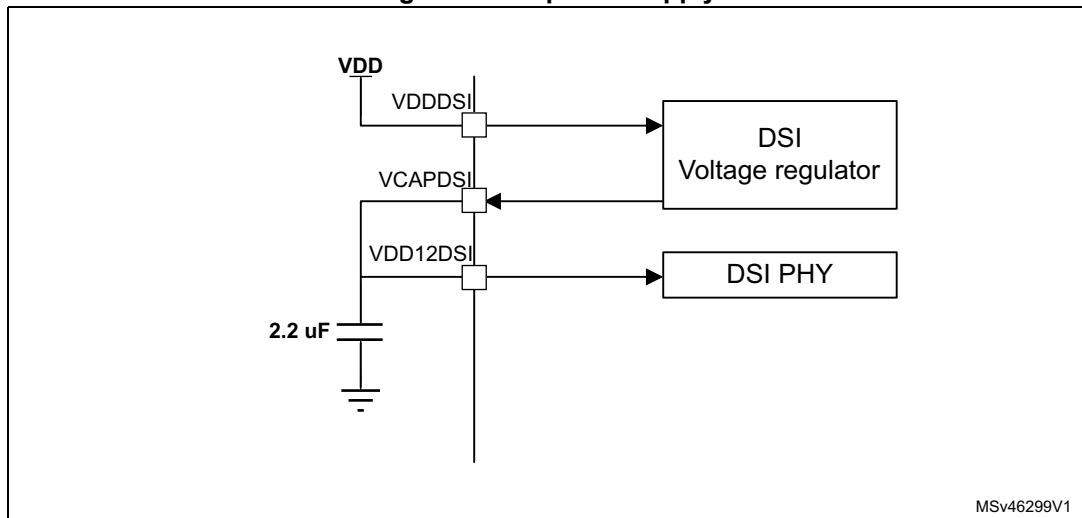 VDD
VDDDSI
DSI
Voltage regulator
VCAPDSI
VDD12DSI
DSI PHY
2.2 uF
MSv46299V1